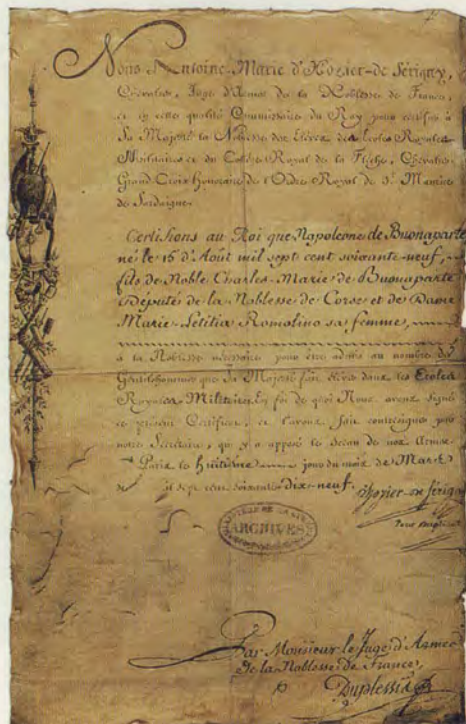 Nous Antoine-Marie d'Hozier-de Sérigny,
Chevalier, Juge d'Armes de la Noblesse de France,
et en cette qualité Commissaire du Roy pour certifier à
Sa Majesté la Noblesse des Elèves des Ecoles Royales-
Militaires et du College Royal de la Flèche, Chevalier
Grand-Croix Honoraire de l'Ordre Royal de St. Maurice
de Sardaigne.
Certifions au Roi que Napoleone de Buonaparte
né le 15 d'Août mil sept cent soixante-neuf,
fils de Noble Charles-Marie de Buonaparte
Député de la Noblesse de Corse et de Dame
Marie-Letitia Romolino sa femme,
a la Noblesse nécessaire pour être admis au nombre des
Gentilshommes que Sa Majesté fait élever dans les Ecoles
Royales Militaires. En foi de quoi Nous avons signé
ce présent Certificat, et l'avons fait contresigner par
notre Secrétaire, qui y a apposé le Sceau de nos Armes
Paris le huitieme jour du mois de Mars
il sept cent soixante-dix-neuf.
d'hozier de Sérigny
ARCHIVES
Par Monsieur le Juge d'Armes
de la Noblesse de France,
Duplessis